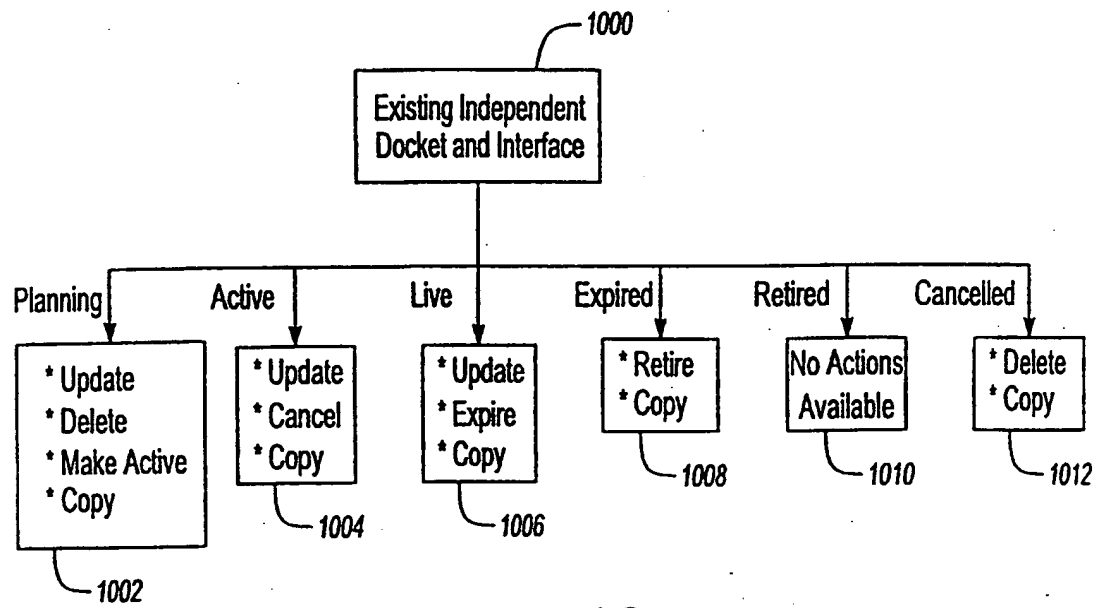 1000
Existing Independent
Docket and Interface
Planning
Active
Live
Expired
Retired
Cancelled
* Update
* Delete
* Make Active
* Copy
* Update
* Cancel
* Copy
* Update
* Expire
* Copy
* Retire
* Copy
No Actions
Available
* Delete
* Copy
1002
1004
1006
1008
1010
1012